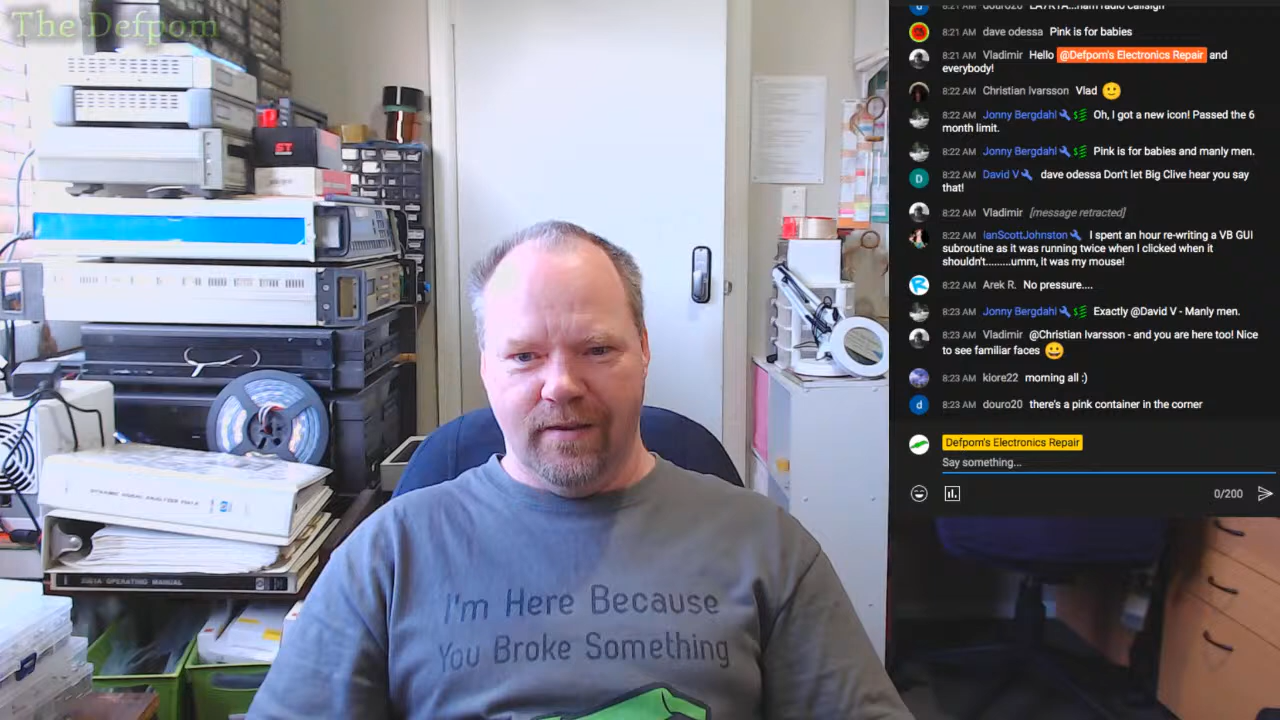 The Defpom
ST
DYNAMIC SIGNAL ANALYZER
OPERATING MANUAL
I'm Here Because
You Broke Something
8:21 AM dave odessa Pink is for babies
8:21 AM Vladimir Hello @Defpom's Electronics Repair and
everybody!
8:22 AM Christian Ivarsson Vlad
8:22 AM Jonny Bergdahl Oh, I got a new icon! Passed the 6
month limit.
8:22 AM Jonny Bergdahl Pink is for babies and manly men.
8:22 AM David V dave odessa Don't let Big Clive hear you say
that!
8:22 AM Vladimir [message retracted]
8:22 AM IanScottJohnston I spent an hour re-writing a VB GUI
subroutine as it was running twice when I clicked when it
shouldn't.........umm, it was my mouse!
8:22 AM Arek R. No pressure....
8:23 AM Jonny Bergdahl Exactly @David V - Manly men.
8:23 AM Vladimir @Christian Ivarsson - and you are here too! Nice
to see familiar faces
8:23 AM kiore22 morning all :)
8:23 AM douro20 there's a pink container in the corner
Defpom's Electronics Repair
Say something...
0/200